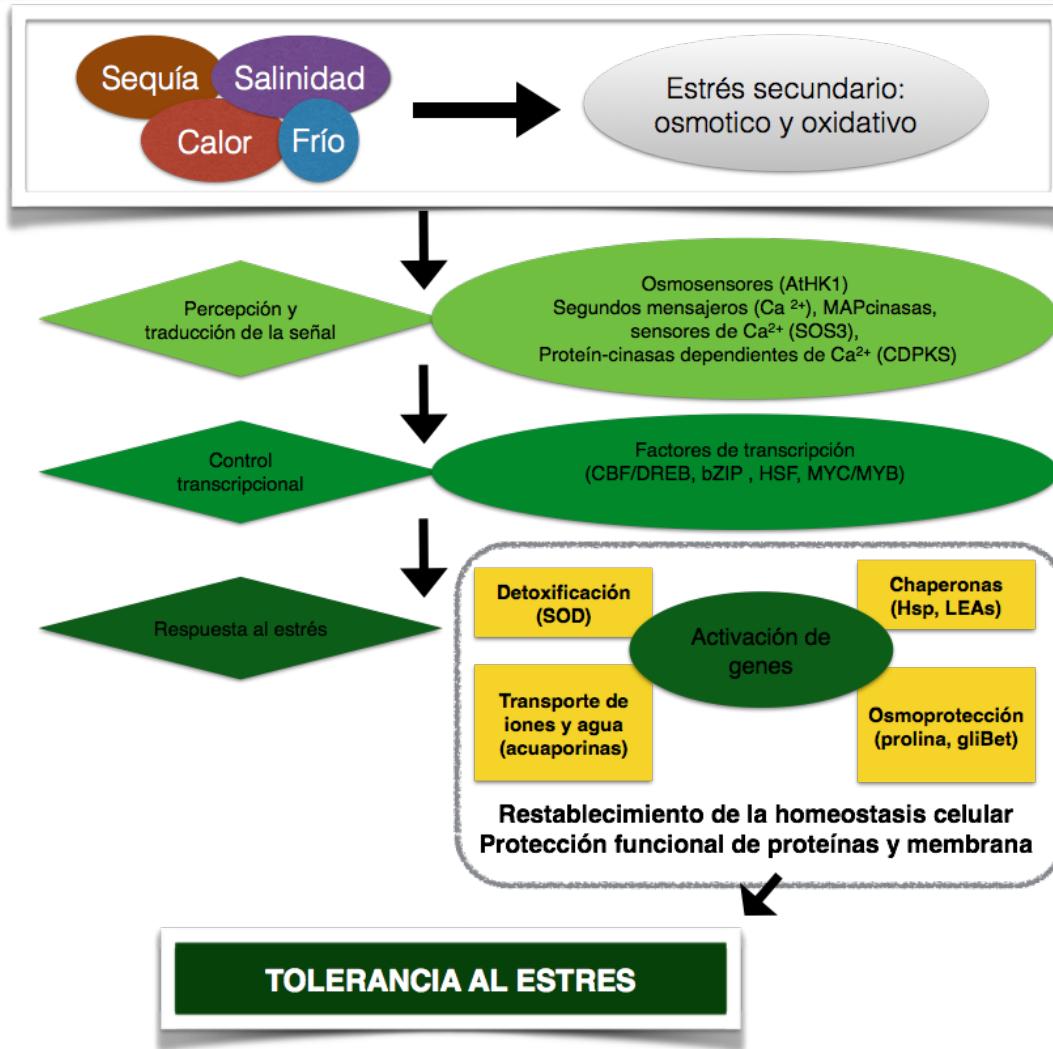 Sequía
Salinidad
Calor
Frío
Estrés secundario:
osmotico y oxidativo
Percepción y
traducción de la señal
Osmosensores (AtHK1)
Segundos mensajeros (Ca ²⁺), MAPcinasas,
sensores de Ca²⁺ (SOS3),
Proteín-cinasas dependientes de Ca²⁺ (CDPKS)
Control
transcripcional
Factores de transcripción
(CBF/DREB, bZIP , HSF, MYC/MYB)
Respuesta al estrés
Detoxificación
(SOD)
Chaperonas
(Hsp, LEAs)
Activación de
genes
Transporte de
iones y agua
(acuaporinas)
Osmoprotección
(prolina, gliBet)
Restablecimiento de la homeostasis celular
Protección funcional de proteínas y membrana
TOLERANCIA AL ESTRES